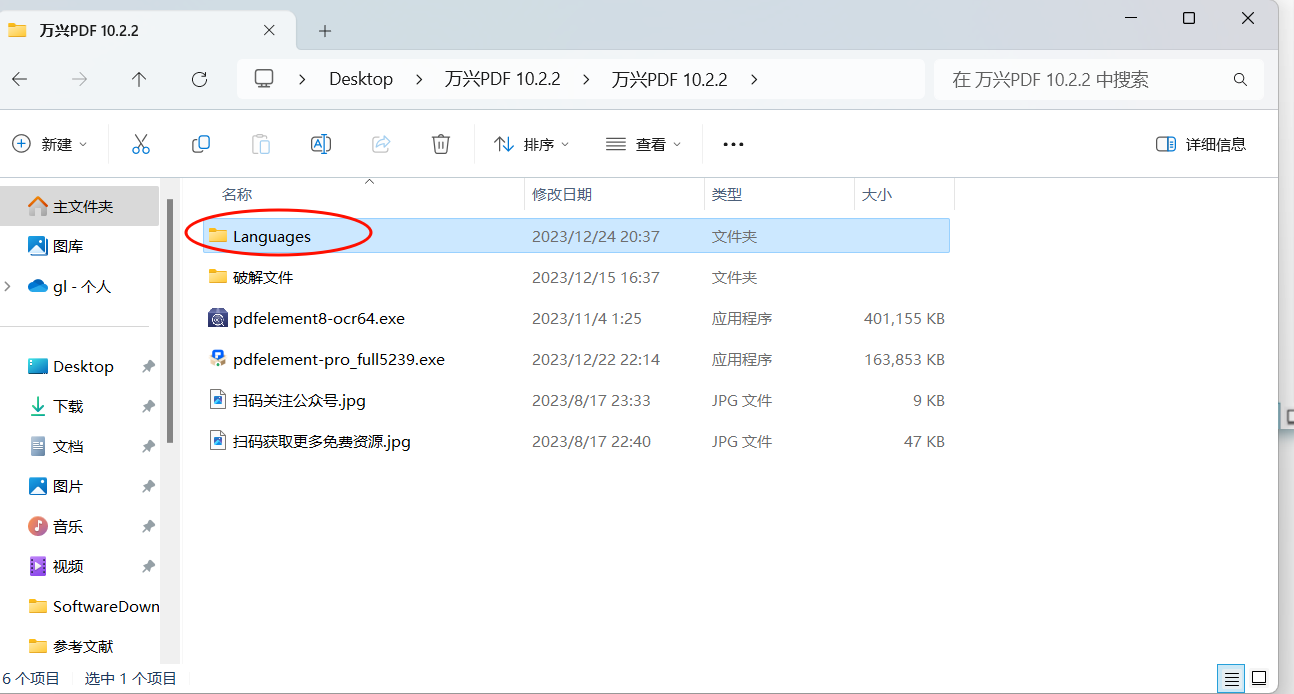 万兴PDF 10.2.2
Desktop 万兴PDF 10.2.2 万兴PDF 10.2.2 在 万兴PDF 10.2.2 中搜索
新建 排序 查看 详细信息
名称 修改日期 类型 大小
主文件夹
图库
gl - 个人
Desktop
下载
文档
图片
音乐
视频
SoftwareDown
参考文献
Languages 2023/12/24 20:37 文件夹
破解文件 2023/12/15 16:37 文件夹
pdfelement8-ocr64.exe 2023/11/4 1:25 应用程序 401,155 KB
pdfelement-pro_full5239.exe 2023/12/22 22:14 应用程序 163,853 KB
扫码关注公众号.jpg 2023/8/17 23:33 JPG 文件 9 KB
扫码获取更多免费资源.jpg 2023/8/17 22:40 JPG 文件 47 KB
6 个项目 选中 1 个项目